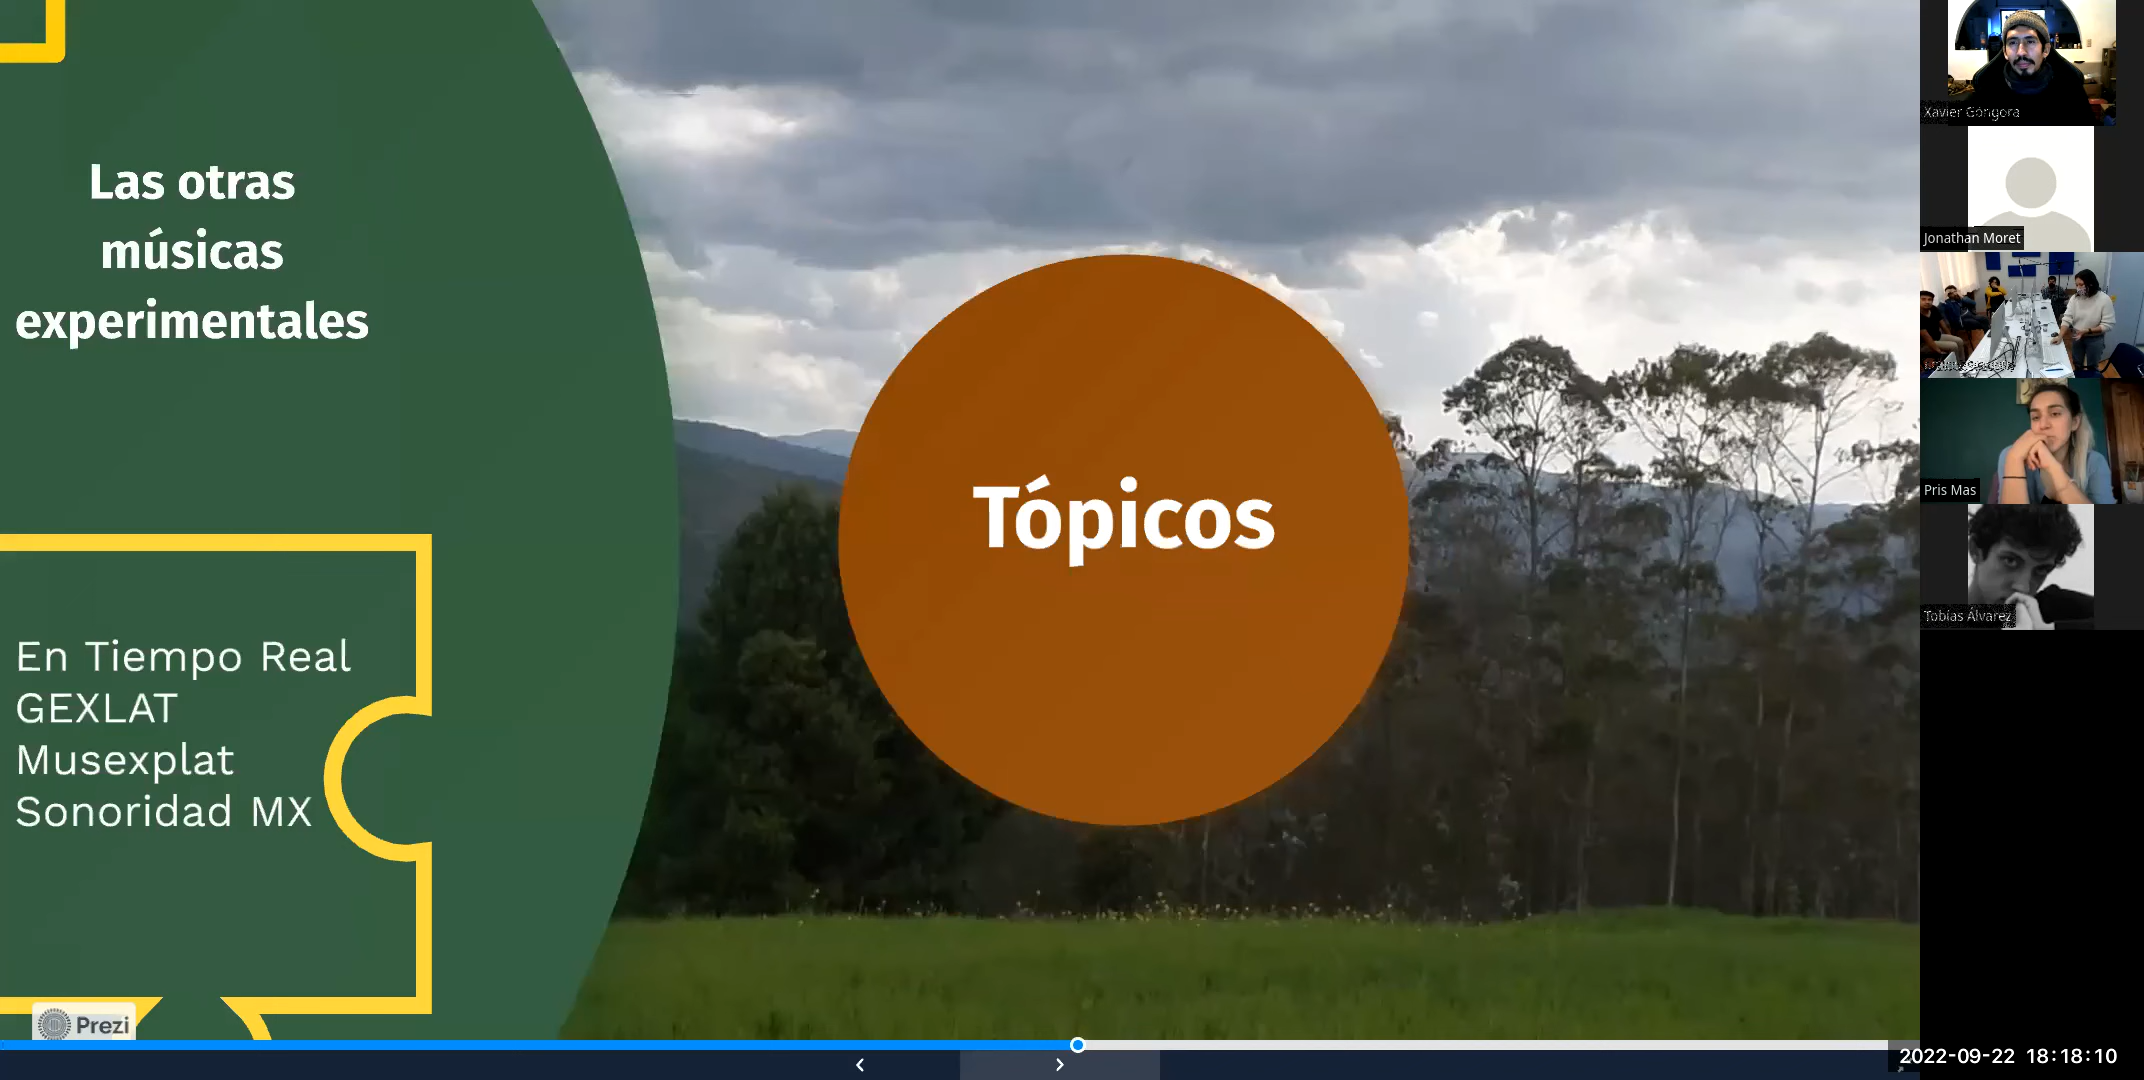 Las otras
músicas
experimentales
En Tiempo Real
GEXLAT
Musexplat
Sonoridad MX
Tópicos
Prezi
Xavier Góngora
Jonathan Moret
Pris Mas
Tobías Álvarez
2022-09-22 18:18:10